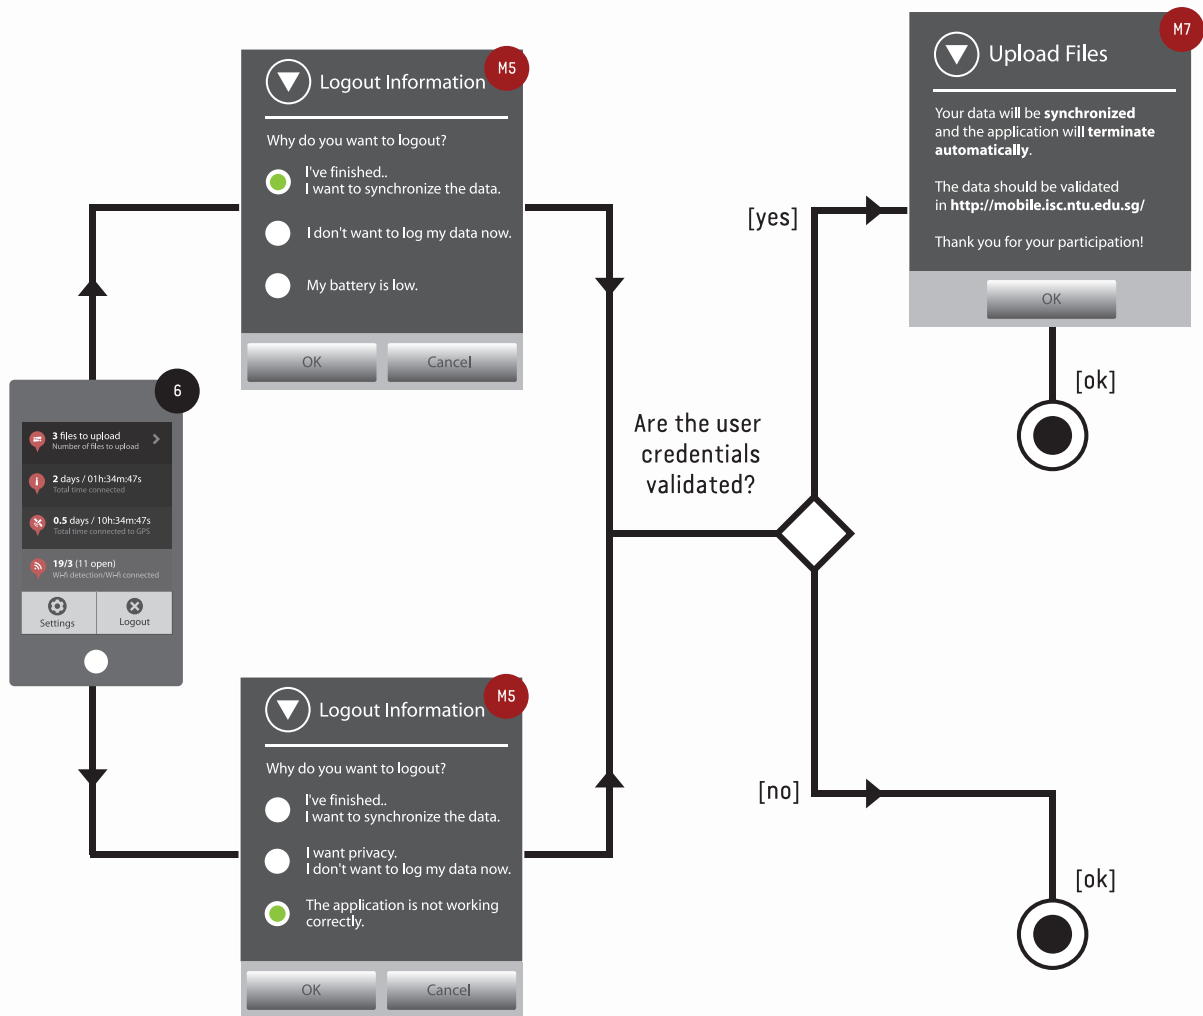 M5
Logout Information
Why do you want to logout?
I've finished..
I want to synchronize the data.
I don't want to log my data now.
My battery is low.
OK
Cancel
6
3 files to upload
Number of files to upload
2 days / 01h:34m:47s
Total time connected
0.5 days / 10h:34m:47s
Total time connected to GPS
19/3 (11 open)
Wi-fi detection/Wi-fi connected
Settings
Logout
M5
Logout Information
Why do you want to logout?
I've finished..
I want to synchronize the data.
I want privacy.
I don't want to log my data now.
The application is not working
correctly.
OK
Cancel
Are the user
credentials
validated?
[yes]
M7
Upload Files
Your data will be synchronized
and the application will terminate
automatically.
The data should be validated
in http://mobile.isc.ntu.edu.sg/
Thank you for your participation!
OK
[ok]
[no]
[ok]